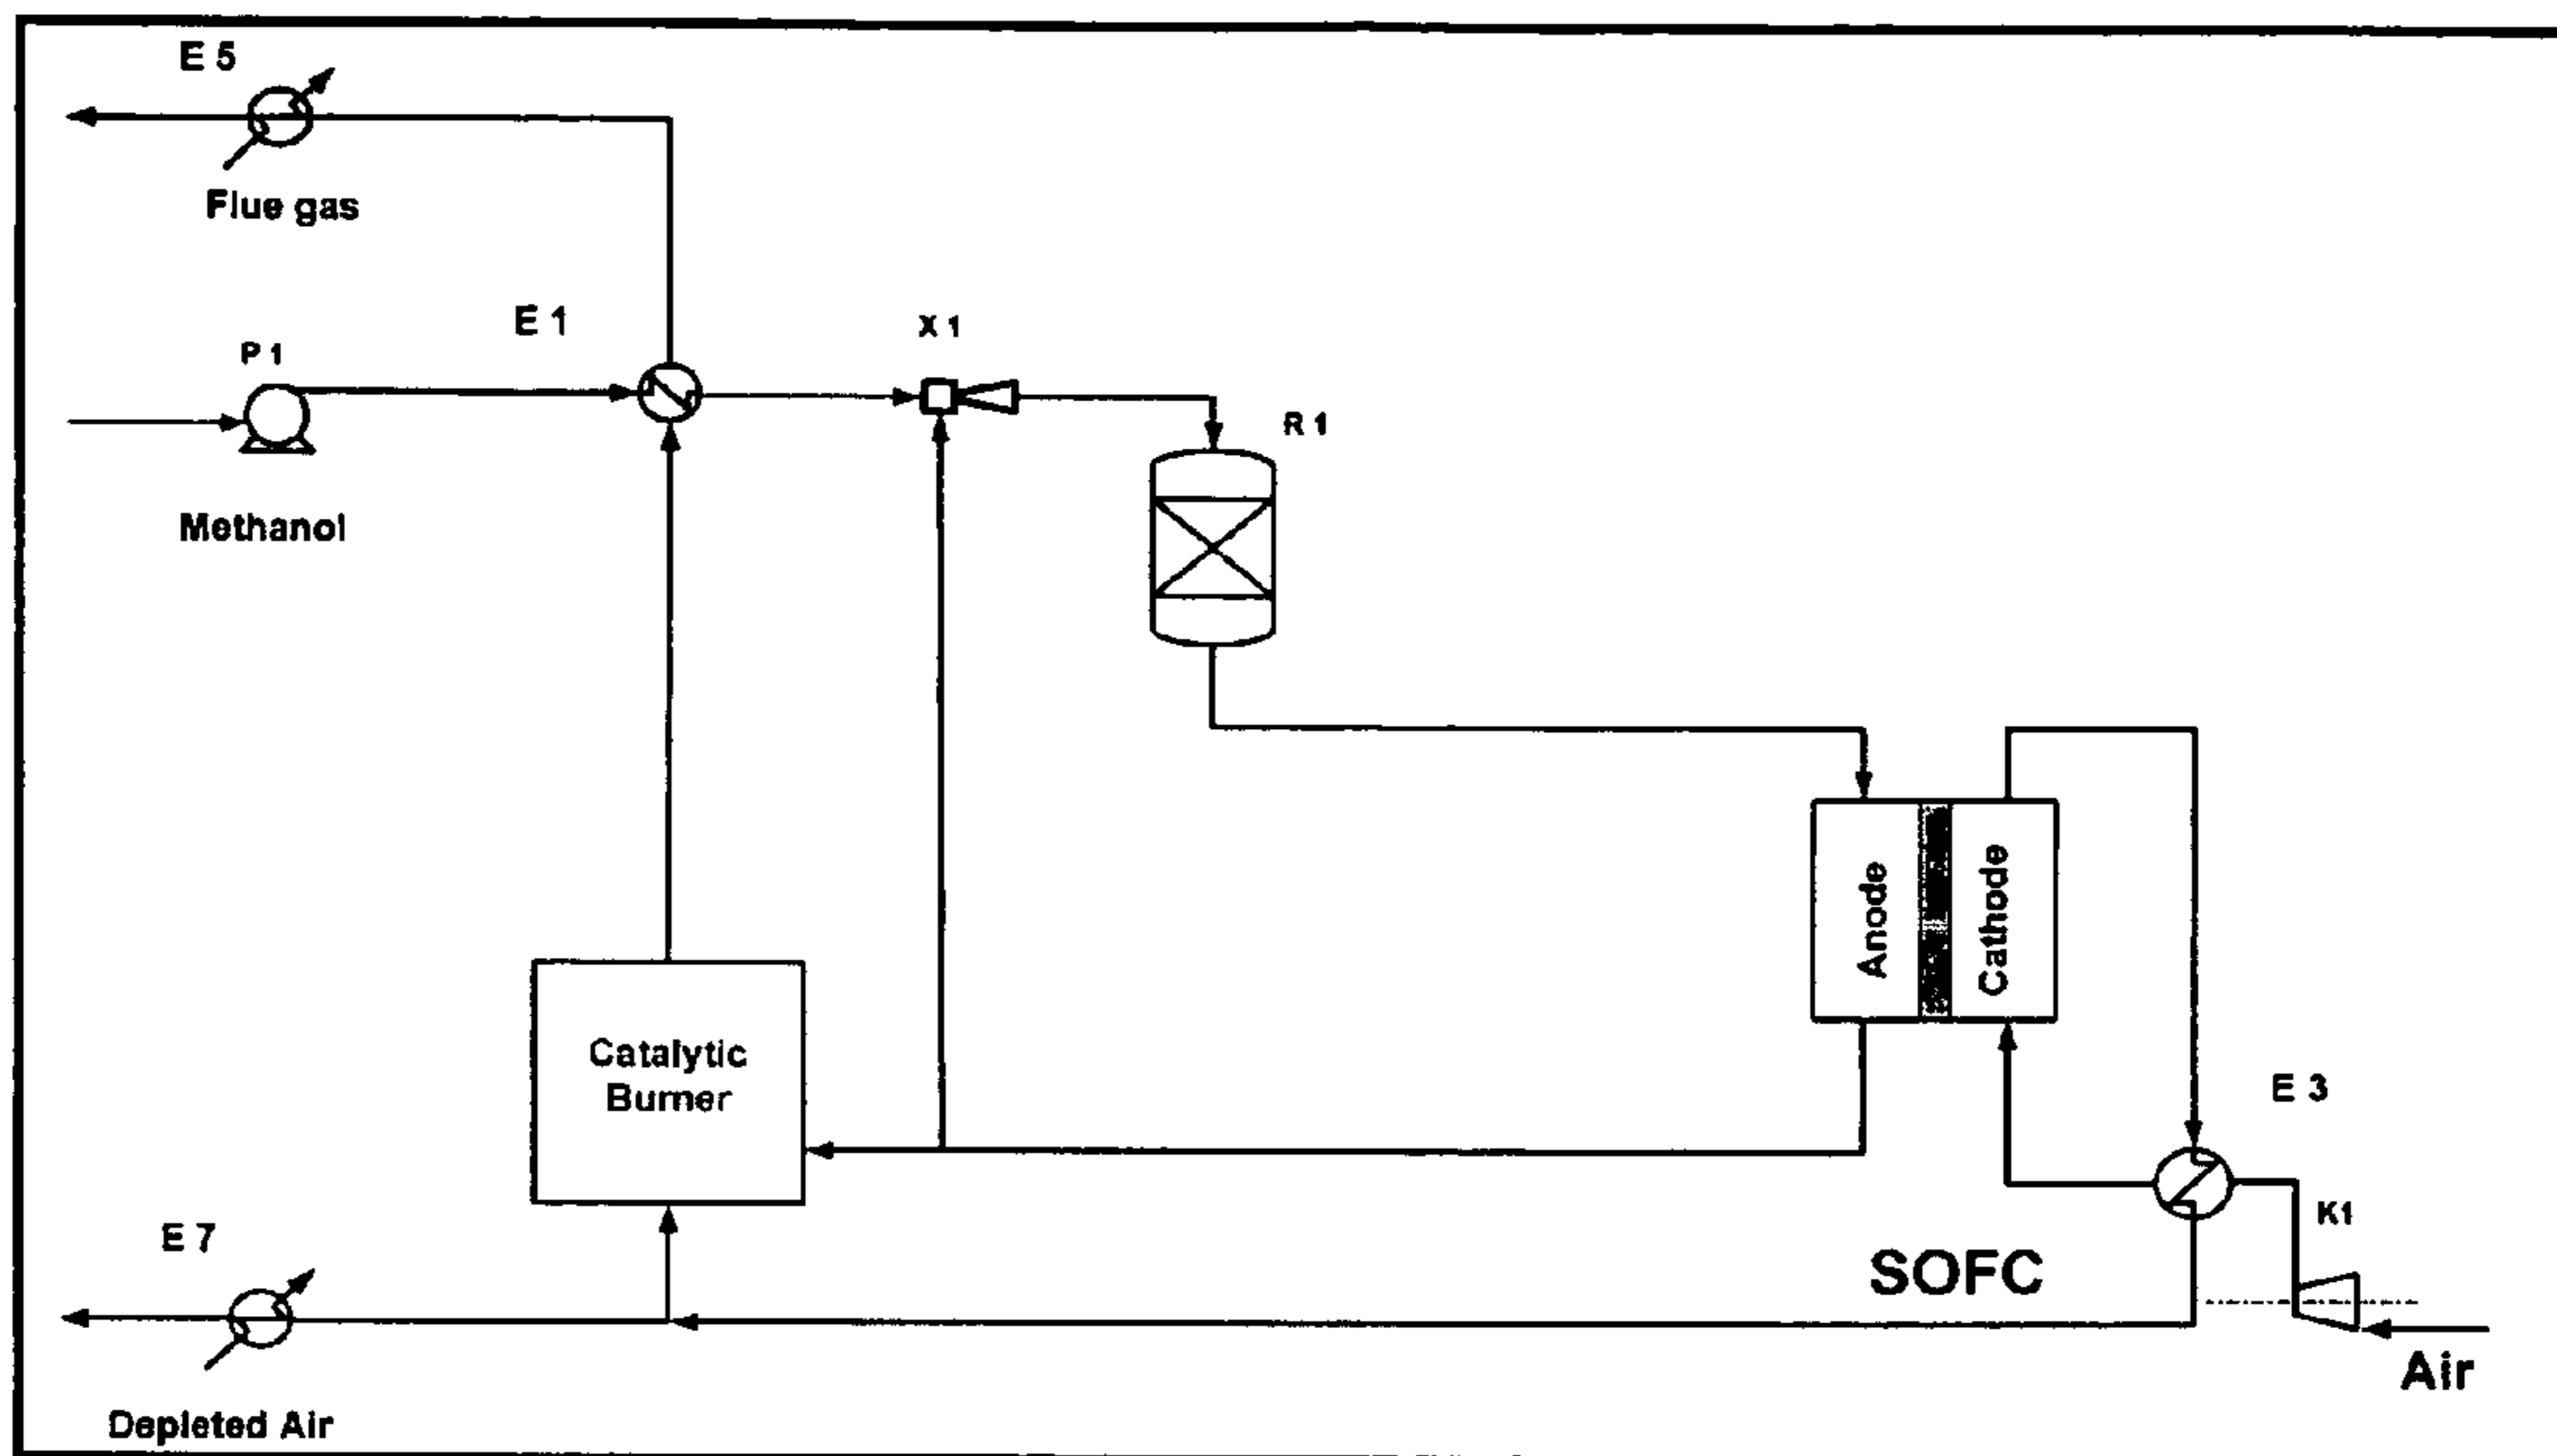 E 5
Flue gas
E 1
X 1
P 1
R 1
Methanol
Anode
Cathode
Catalytic
Burner
E 3
E 7
K1
SOFC
Air
Depleted Air